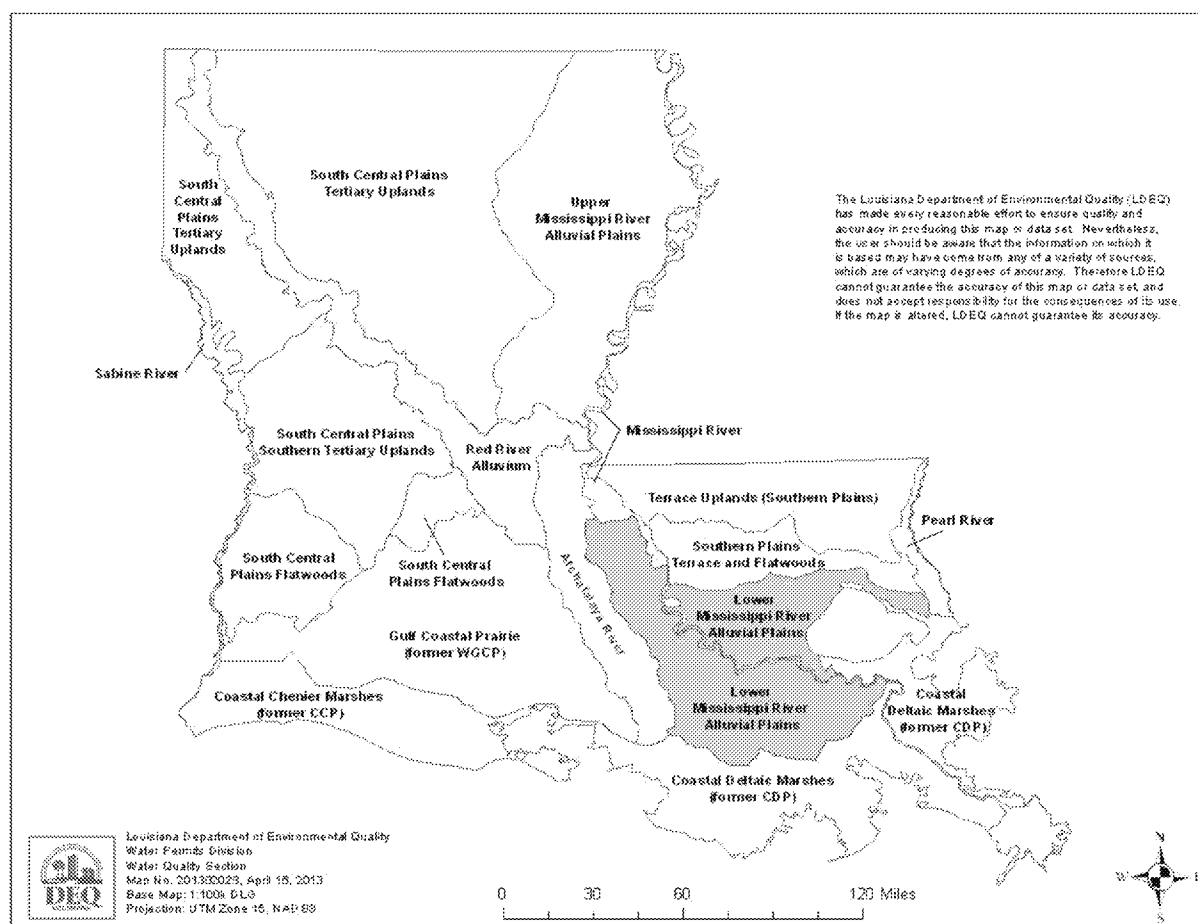 South Central Plains
Tertiary Uplands
South
Central
Plains
Tertiary
Uplands
Upper
Mississippi River
Alluvial Plains
The Louisiana Department of Environmental Quality (LDEQ)
has made every reasonable effort to ensure quality and
accuracy in producing this map or data set. Nevertheless,
the user should be aware that the information on which it
is based may have come from any of a variety of sources,
which are of varying degrees of accuracy. Therefore LDEQ
cannot guarantee the accuracy of this map or data set, and
does not accept responsibility for the consequences of its use.
If the map is altered, LDEQ cannot guarantee its accuracy.
Sabine River
South Central Plains
Southern Tertiary Uplands
Red River
Alluvium
Mississippi River
Terrace Uplands (Southern Plains)
Pearl River
Southern Plains
Terrace and Flatwoods
South Central
Plains Flatwoods
South Central
Plains Flatwoods
Atchafalaya River
Lower
Mississippi River
Alluvial Plains
Gulf Coastal Prairie
(former WGCP)
Coastal Chenier Marshes
(former CCP)
Lower
Mississippi River
Alluvial Plains
Coastal
Deltaic Marshes
(former CDP)
Coastal Deltaic Marshes
(former CDP)
DEQ
Louisiana Department of Environmental Quality
Water Permits Division
Water Quality Section
Map No. 201302023, April 15, 2013
Base Map: 1:100k DLG
Projection: UTM Zone 15, NAD 83
0 30 60 120 Miles
N
W E
S